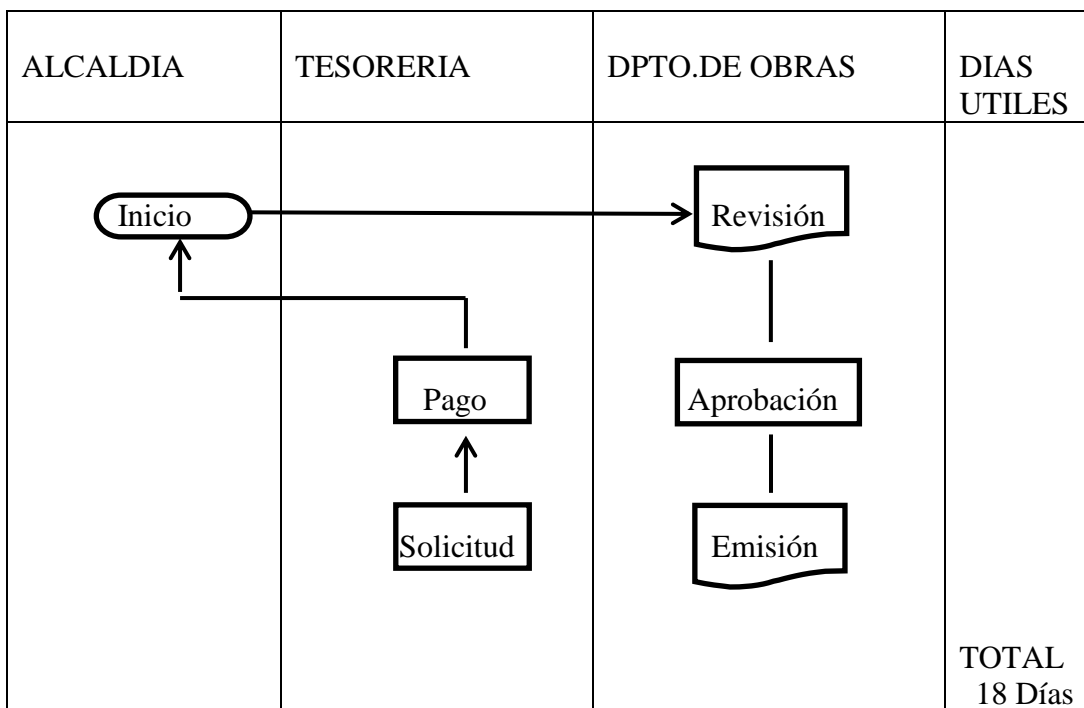 ALCALDIA
TESORERIA
DPTO.DE OBRAS
DIAS
UTILES
Inicio
Revisión
Pago
Aprobación
Solicitud
Emisión
TOTAL
18 Días